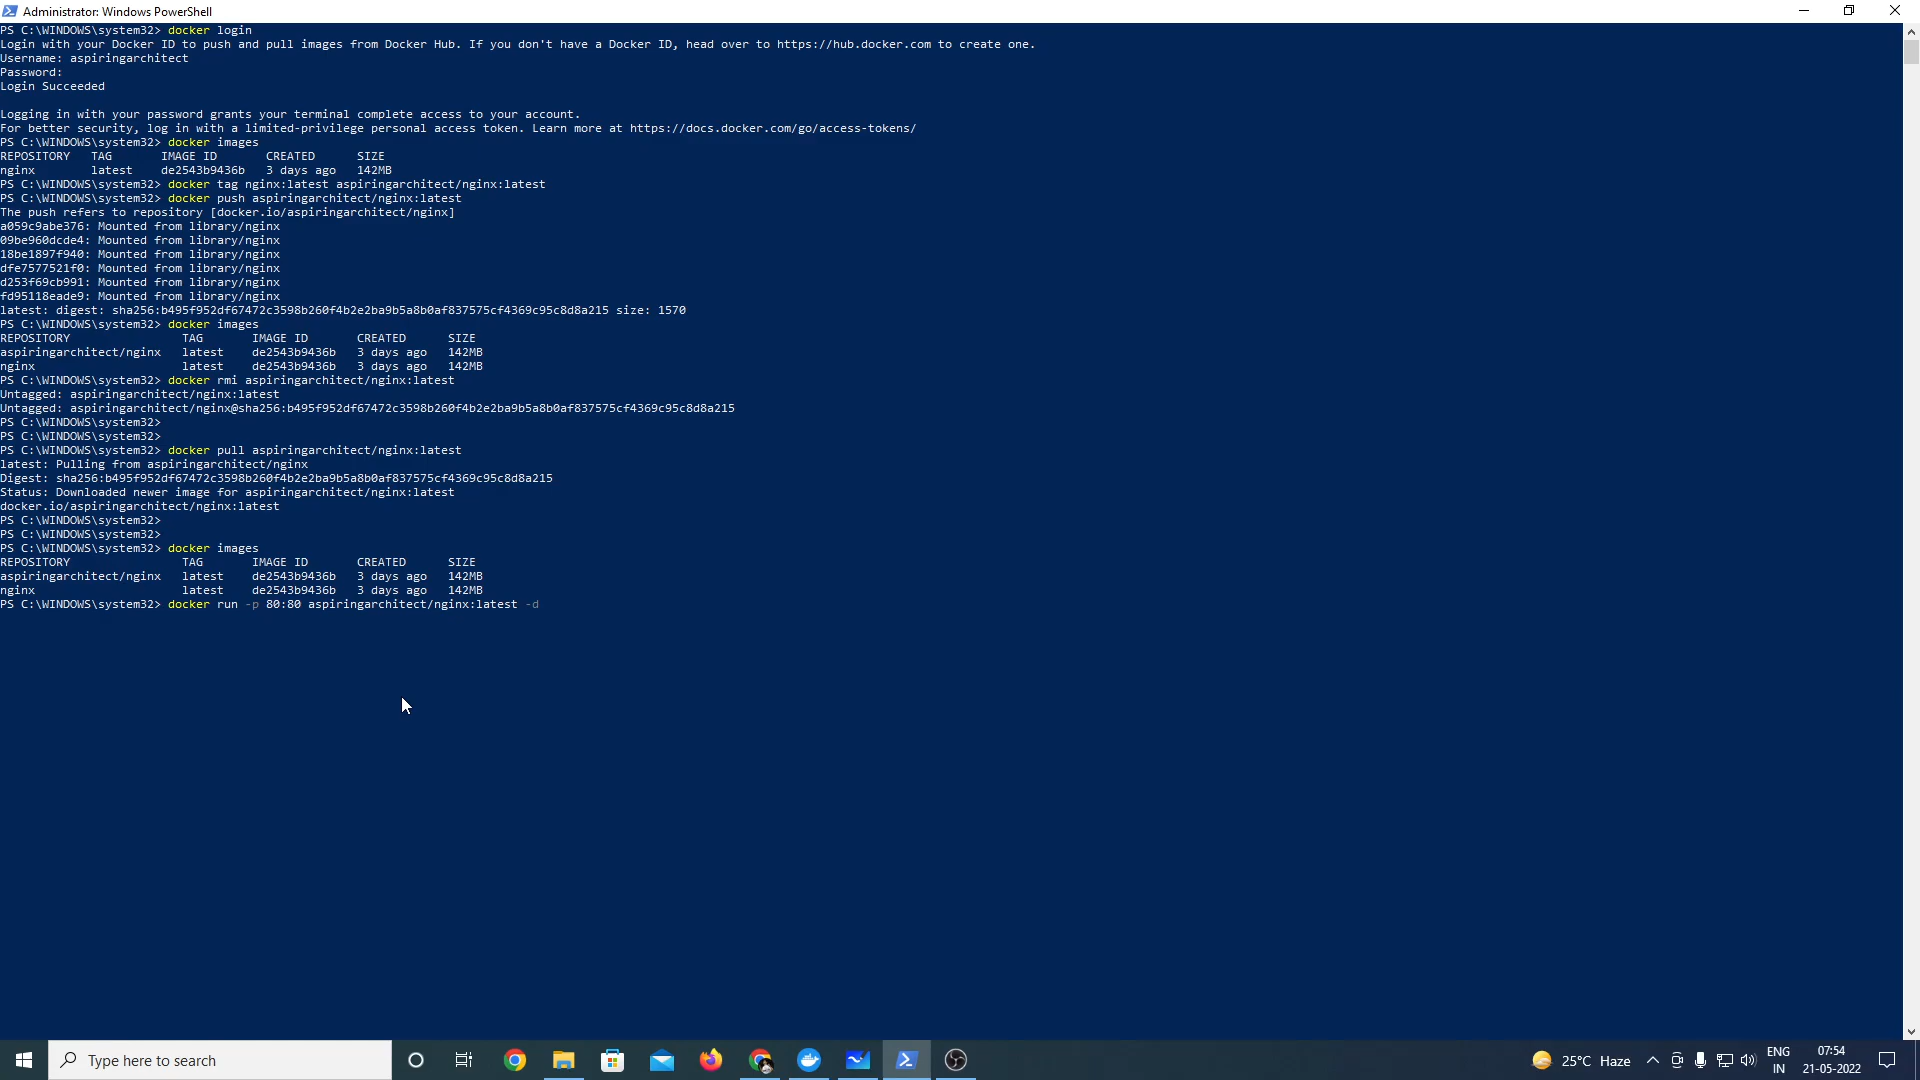 Administrator: Windows PowerShell
PS C:\WINDOWS\system32> docker login
Login with your Docker ID to push and pull images from Docker Hub. If you don't have a Docker ID, head over to https://hub.docker.com to create one.
Username: aspiringarchitect
Password:
Login Succeeded
Logging in with your password grants your terminal complete access to your account.
For better security, log in with a limited-privilege personal access token. Learn more at https://docs.docker.com/go/access-tokens/
PS C:\WINDOWS\system32> docker images
REPOSITORY   TAG       IMAGE ID       CREATED      SIZE
nginx        latest    de2543b9436b   3 days ago   142MB
PS C:\WINDOWS\system32> docker tag nginx:latest aspiringarchitect/nginx:latest
PS C:\WINDOWS\system32> docker push aspiringarchitect/nginx:latest
The push refers to repository [docker.io/aspiringarchitect/nginx]
a059c9abe376: Mounted from library/nginx
09be960dcde4: Mounted from library/nginx
18be1897f940: Mounted from library/nginx
dfe7577521f0: Mounted from library/nginx
d253f69cb991: Mounted from library/nginx
fd95118eade9: Mounted from library/nginx
latest: digest: sha256:b495f952df67472c3598b260f4b2e2ba9b5a8b0af837575cf4369c95c8d8a215 size: 1570
PS C:\WINDOWS\system32> docker images
REPOSITORY                TAG       IMAGE ID       CREATED      SIZE
aspiringarchitect/nginx   latest    de2543b9436b   3 days ago   142MB
nginx                     latest    de2543b9436b   3 days ago   142MB
PS C:\WINDOWS\system32> docker rmi aspiringarchitect/nginx:latest
Untagged: aspiringarchitect/nginx:latest
Untagged: aspiringarchitect/nginx@sha256:b495f952df67472c3598b260f4b2e2ba9b5a8b0af837575cf4369c95c8d8a215
PS C:\WINDOWS\system32>
PS C:\WINDOWS\system32>
PS C:\WINDOWS\system32> docker pull aspiringarchitect/nginx:latest
latest: Pulling from aspiringarchitect/nginx
Digest: sha256:b495f952df67472c3598b260f4b2e2ba9b5a8b0af837575cf4369c95c8d8a215
Status: Downloaded newer image for aspiringarchitect/nginx:latest
docker.io/aspiringarchitect/nginx:latest
PS C:\WINDOWS\system32>
PS C:\WINDOWS\system32>
PS C:\WINDOWS\system32> docker images
REPOSITORY                TAG       IMAGE ID       CREATED      SIZE
aspiringarchitect/nginx   latest    de2543b9436b   3 days ago   142MB
nginx                     latest    de2543b9436b   3 days ago   142MB
PS C:\WINDOWS\system32> docker run -p 80:80 aspiringarchitect/nginx:latest -d
Type here to search
25°C Haze
ENG
IN
07:54
21-05-2022